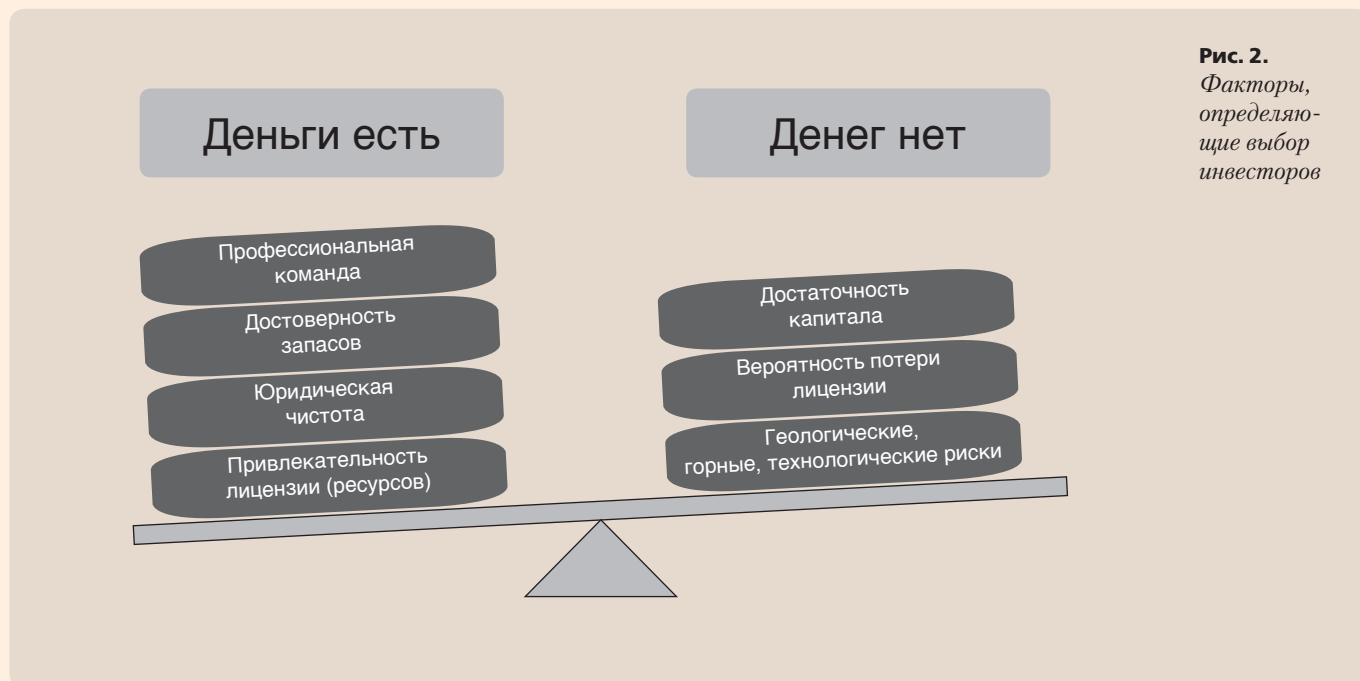 Деньги есть
Денег нет
Рис. 2.
Факторы,
определяю-
щие выбор
инвесторов
Профессиональная
команда
Достоверность
запасов
Юридическая
чистота
Привлекательность
лицензии (ресурсов)
Достаточность
капитала
Вероятность потери
лицензии
Геологические,
горные, технологические риски